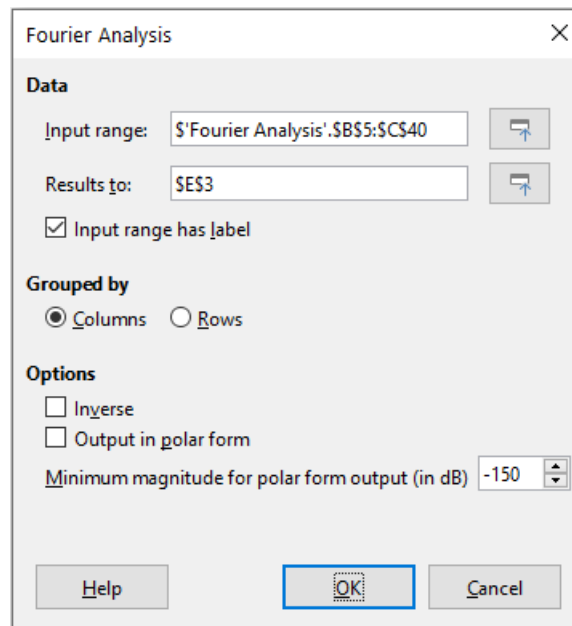 Fourier Analysis
Data
Input range: $'Fourier Analysis'.$B$5:$C$40
Results to: $E$3
Input range has label
Grouped by
Columns Rows
Options
Inverse
Output in polar form
Minimum magnitude for polar form output (in dB) -150
Help OK Cancel